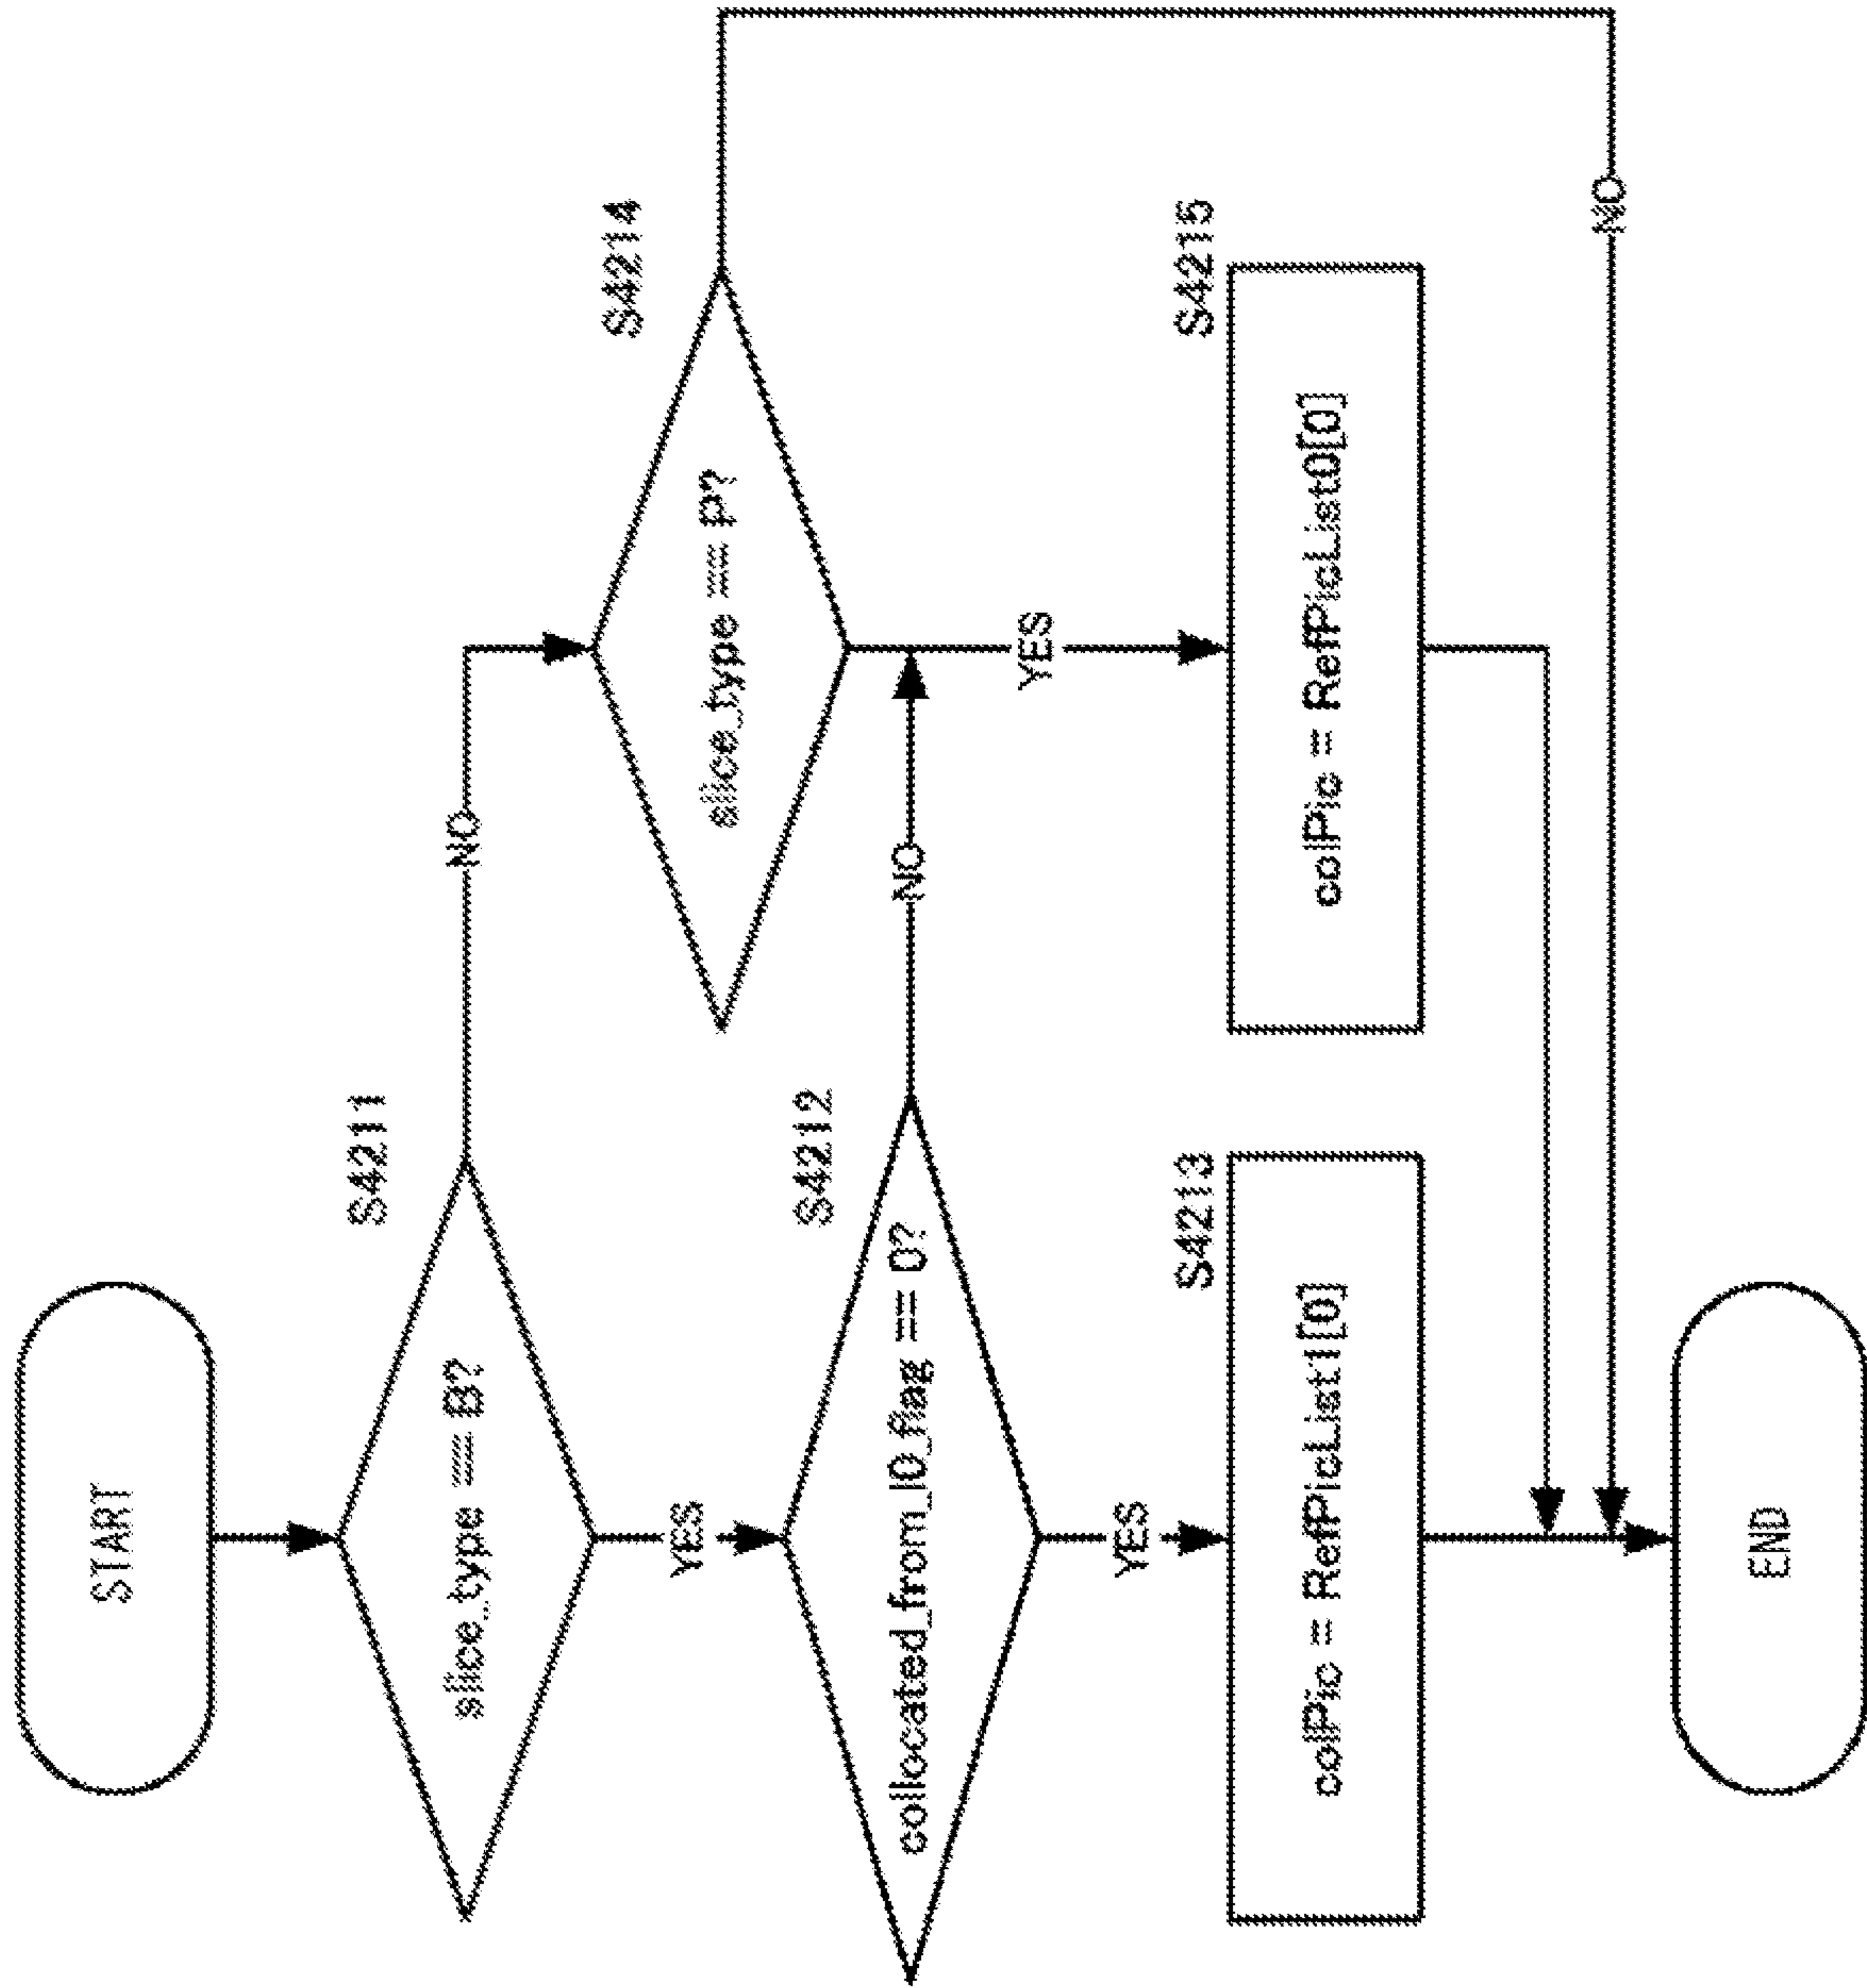 START
S4211
slice_type == B?
NO
YES
S4214
slice_type == P?
S4212
collocated_from_l0_flag == 0?
NO
YES
YES
NO
S4213
colPic = RefPicList1[0]
S4215
colPic = RefPicList0[0]
END